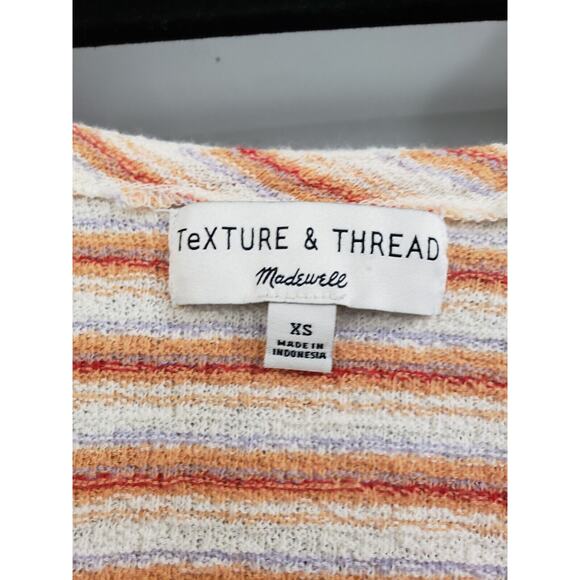 TeXTURE & THREAD
Madewell
XS
MADE IN
INDONESIA